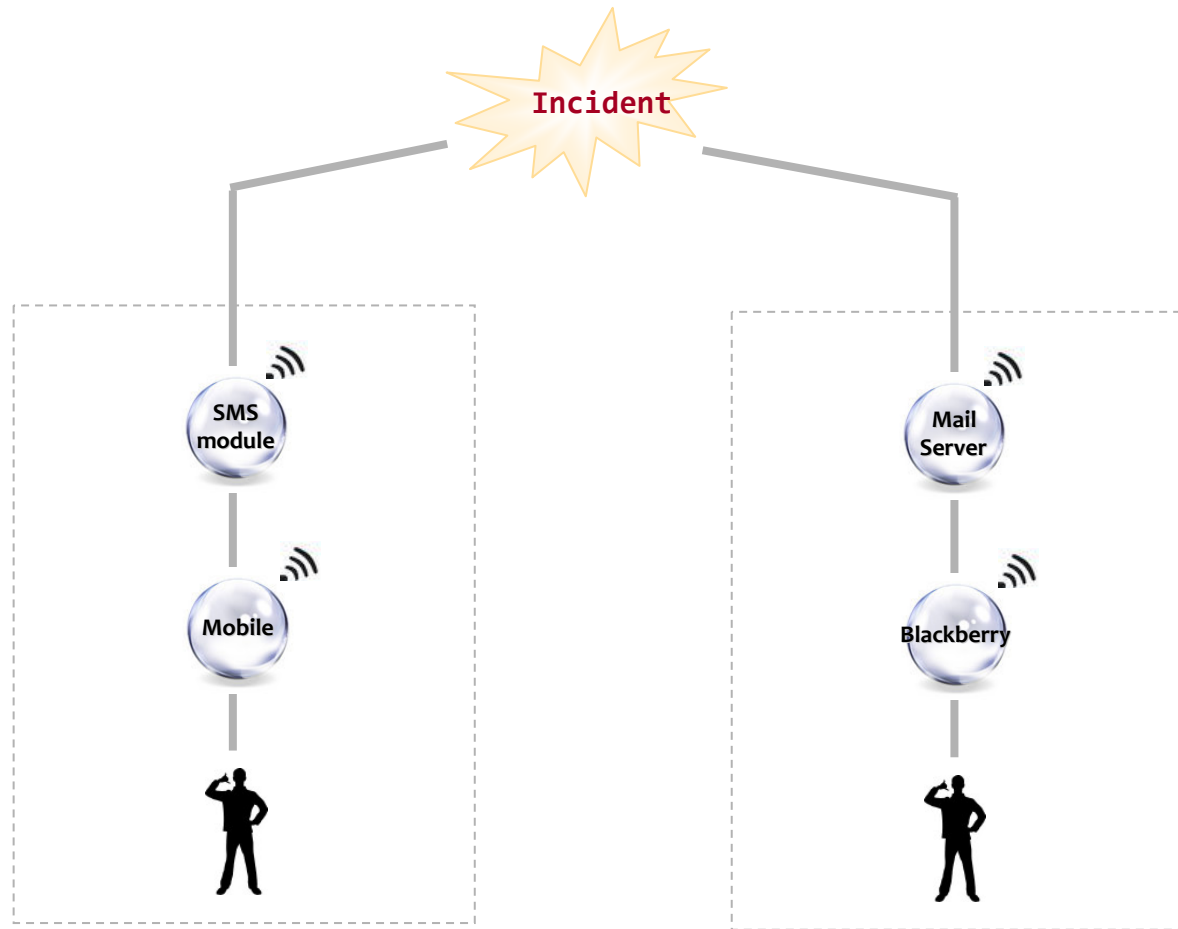 Incident
SMS
module
Mail
Server
Mobile
Blackberry